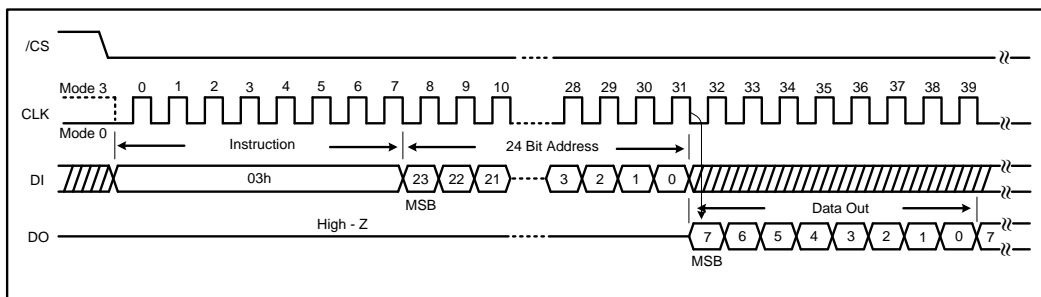 /CS
Mode 3 0 1 2 3 4 5 6 7 8 9 10 28 29 30 31 32 33 34 35 36 37 38 39
CLK
Mode 0
Instruction 24 Bit Address
DI 03h 23 22 21 3 2 1 0
MSB Data Out
High - Z
DO 7 6 5 4 3 2 1 0 7
MSB